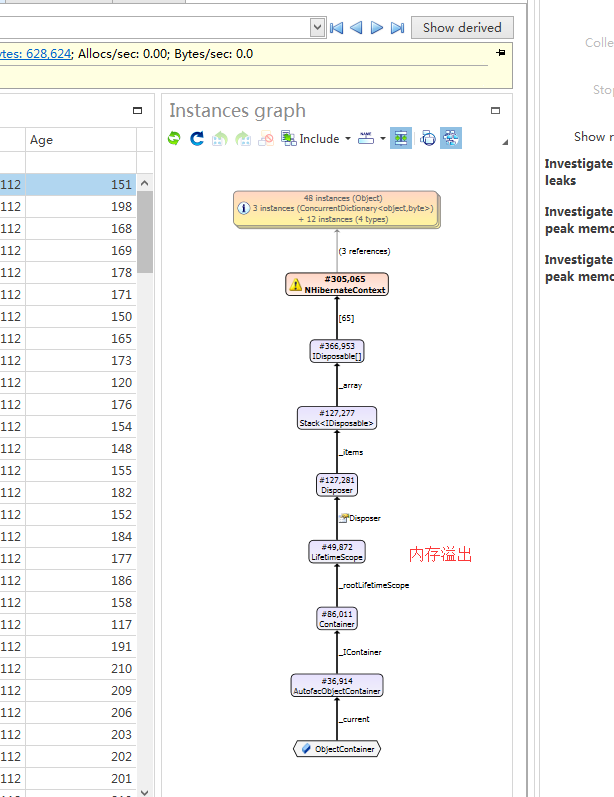 Show derived
ytes: 628,624; Allocs/sec: 0.00; Bytes/sec: 0.0
Colle
Stop
Show r
Investigate
leaks
Investigate
peak memo
Investigate
peak memo
Age
112 151
112 198
112 168
112 169
112 178
112 171
112 150
112 165
112 173
112 120
112 176
112 154
112 148
112 155
112 182
112 152
112 184
112 177
112 186
112 158
112 117
112 191
112 210
112 209
112 206
112 203
112 202
112 201
Instances graph
Include
NAME
48 instances (Object)
3 instances (ConcurrentDictionary<object,byte>)
+ 12 instances (4 types)
(3 references)
#305,065
NHibernateContext
[65]
#366,953
IDisposable[]
_array
#127,277
Stack<IDisposable>
_items
#127,281
Disposer
Disposer
#49,872
LifetimeScope
内存溢出
_rootLifetimeScope
#86,011
Container
_IContainer
#36,914
AutofacObjectContainer
_current
ObjectContainer